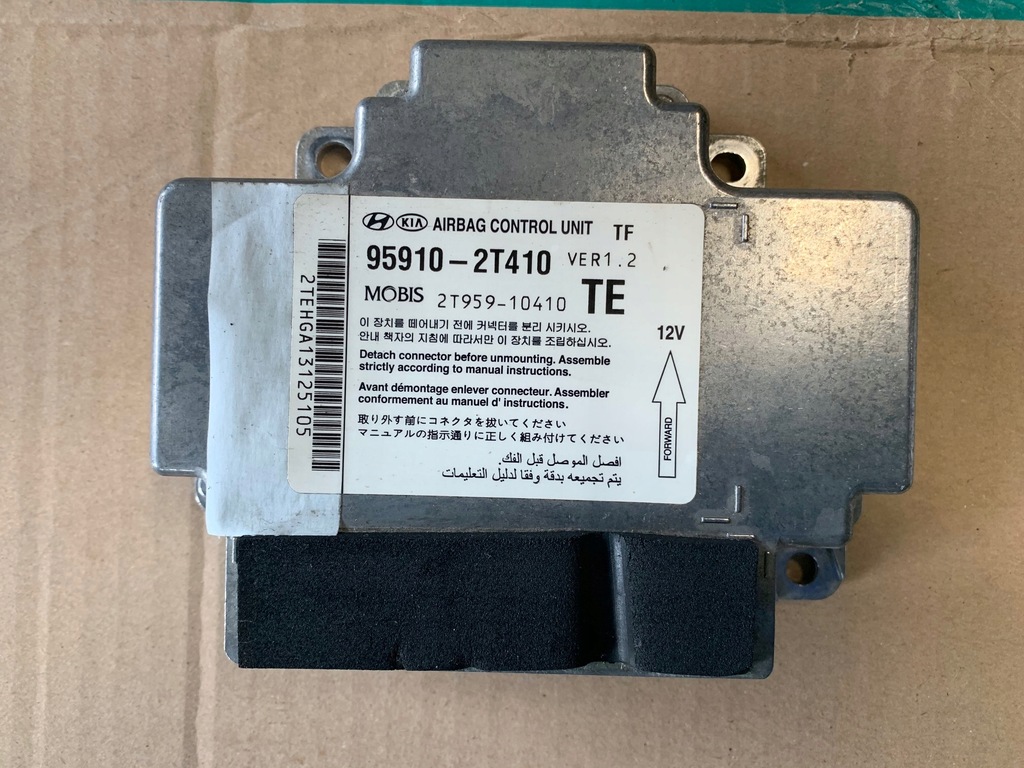 HYUNDAI KIA AIRBAG CONTROL UNIT TF
95910-2T410 VER1.2
MOBIS 2T959-10410 TE
이 장치를 떼어내기 전에 커넥터를 분리 시키시오.
안내 책자의 지침에 따라서만 이 장치를 조립하십시오.
Detach connector before unmounting. Assemble
strictly according to manual instructions.
Avant démontage enlever connecteur. Assembler
conformement au manuel d' instructions.
取り外す前にコネクタを抜いてください
マニュアルの指示通りに正しく組み付けてください
افصل الموصل قبل الفك.
يتم تجميعه بدقة وفقا لدليل التعليمات
12V
FORWARD
2TEHGA13125105